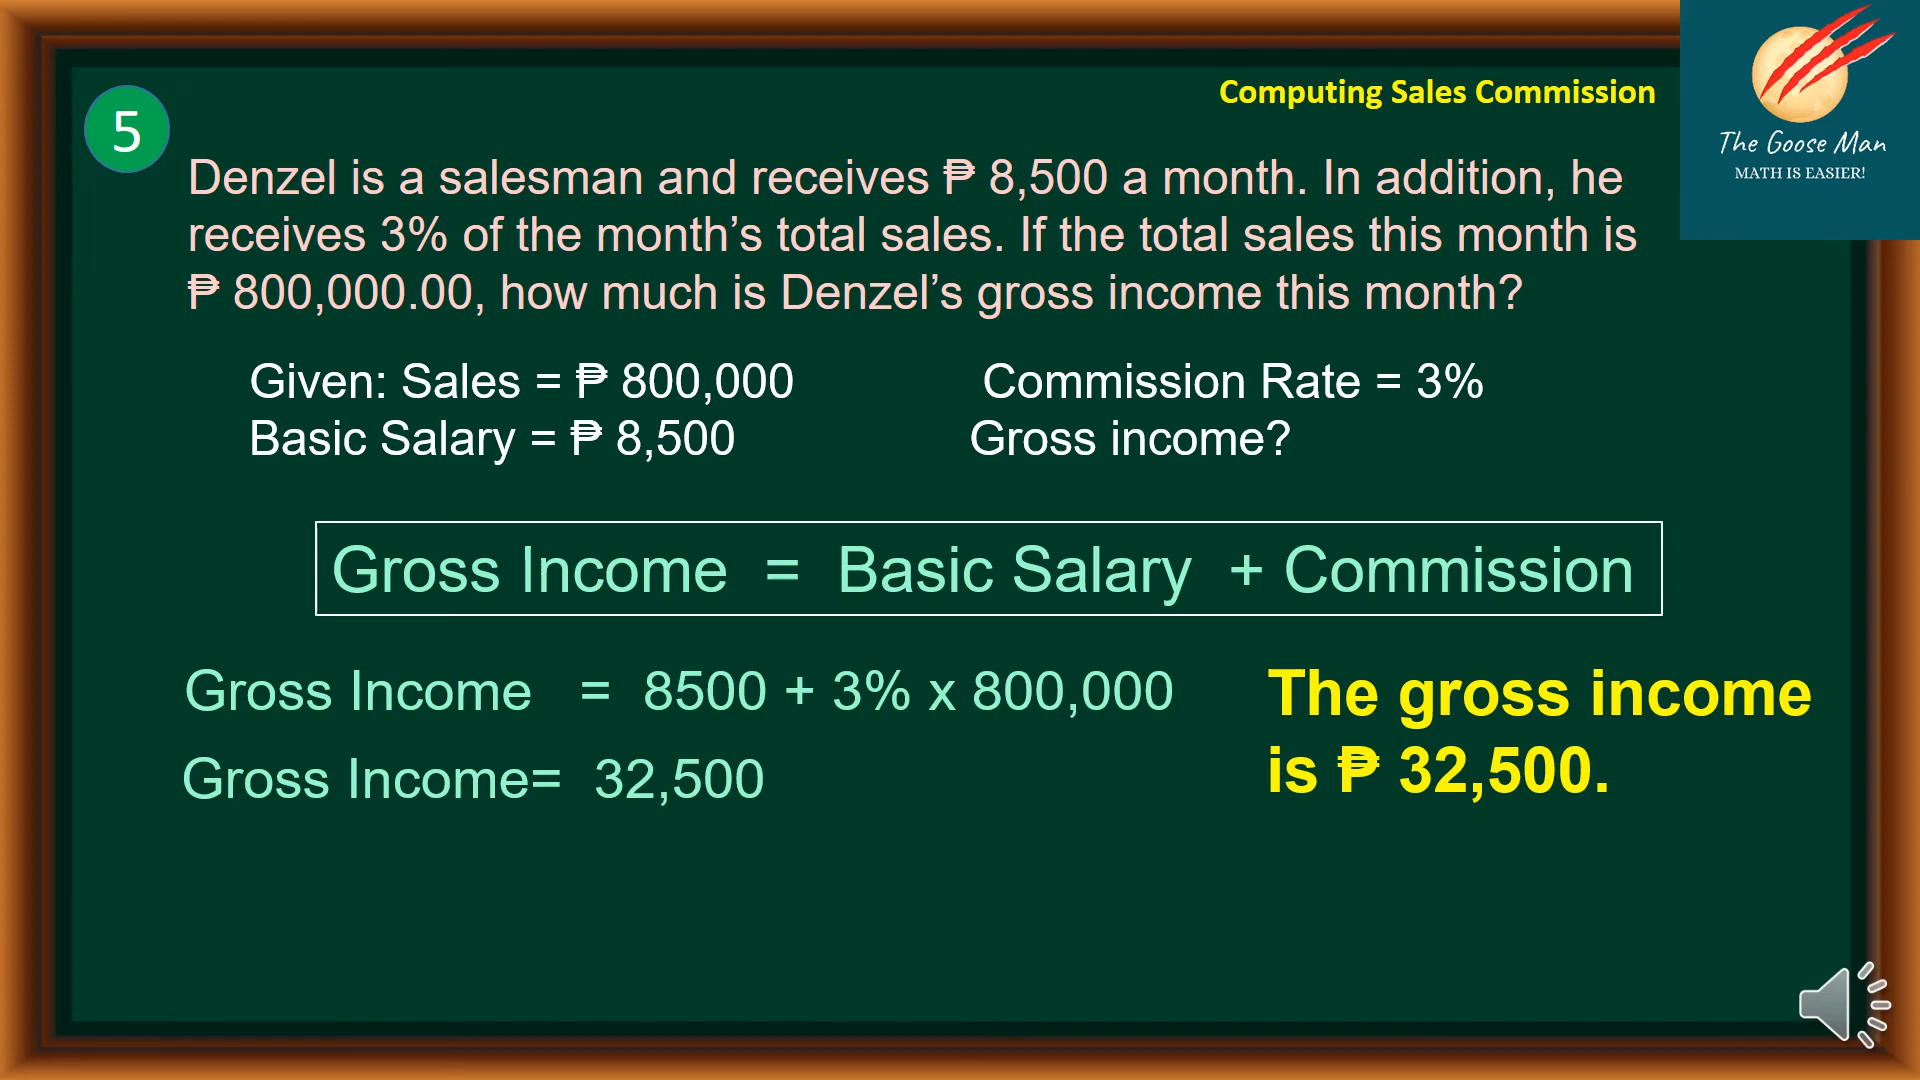 Computing Sales Commission
The Goose Man
MATH IS EASIER!
5
Denzel is a salesman and receives ₱ 8,500 a month. In addition, he
receives 3% of the month’s total sales. If the total sales this month is
₱ 800,000.00, how much is Denzel’s gross income this month?
Given: Sales = ₱ 800,000 Commission Rate = 3%
Basic Salary = ₱ 8,500 Gross income?
Gross Income = Basic Salary + Commission
Gross Income = 8500 + 3% x 800,000
Gross Income= 32,500
The gross income
is ₱ 32,500.